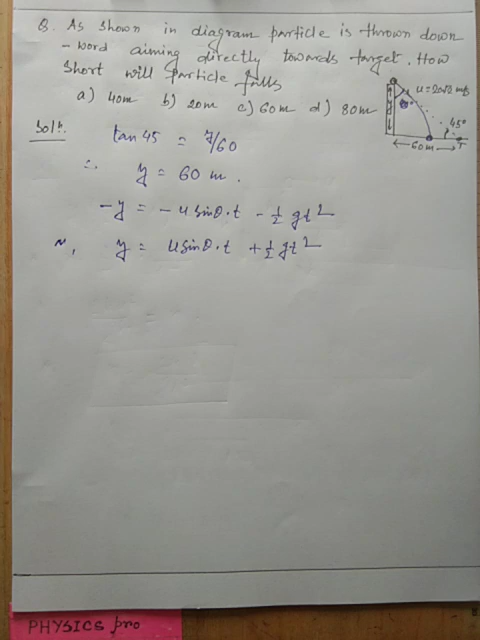 Q. As shown in diagram particle is thrown down
- word aiming directly towards target. How
short will particle falls
a) 40m b) 20m c) 60m d) 80m
u = 20√2 m/s
45°
60m
T
Solⁿ.
tan 45 = y/60
∴ y = 60 m.
-y = - u sinθ.t - ½ gt²
~, y = u sinθ.t + ½ gt²
PHYSICS pro